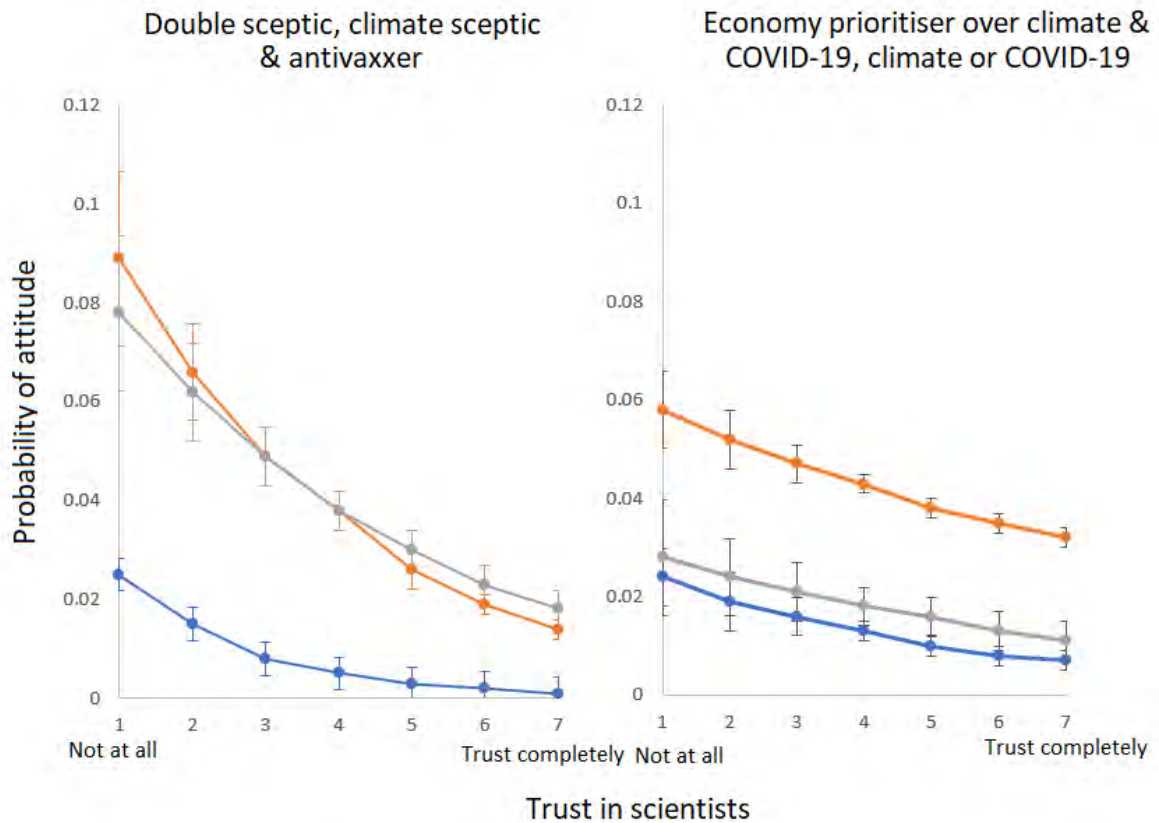 Double sceptic, climate sceptic
& antivaxxer
Economy prioritiser over climate &
COVID-19, climate or COVID-19
Probability of attitude
0.12
0.1
0.08
0.06
0.04
0.02
0
1 2 3 4 5 6 7
Not at all Trust completely
0.12
0.1
0.08
0.06
0.04
0.02
0
1 2 3 4 5 6 7
Not at all Trust completely
Trust in scientists